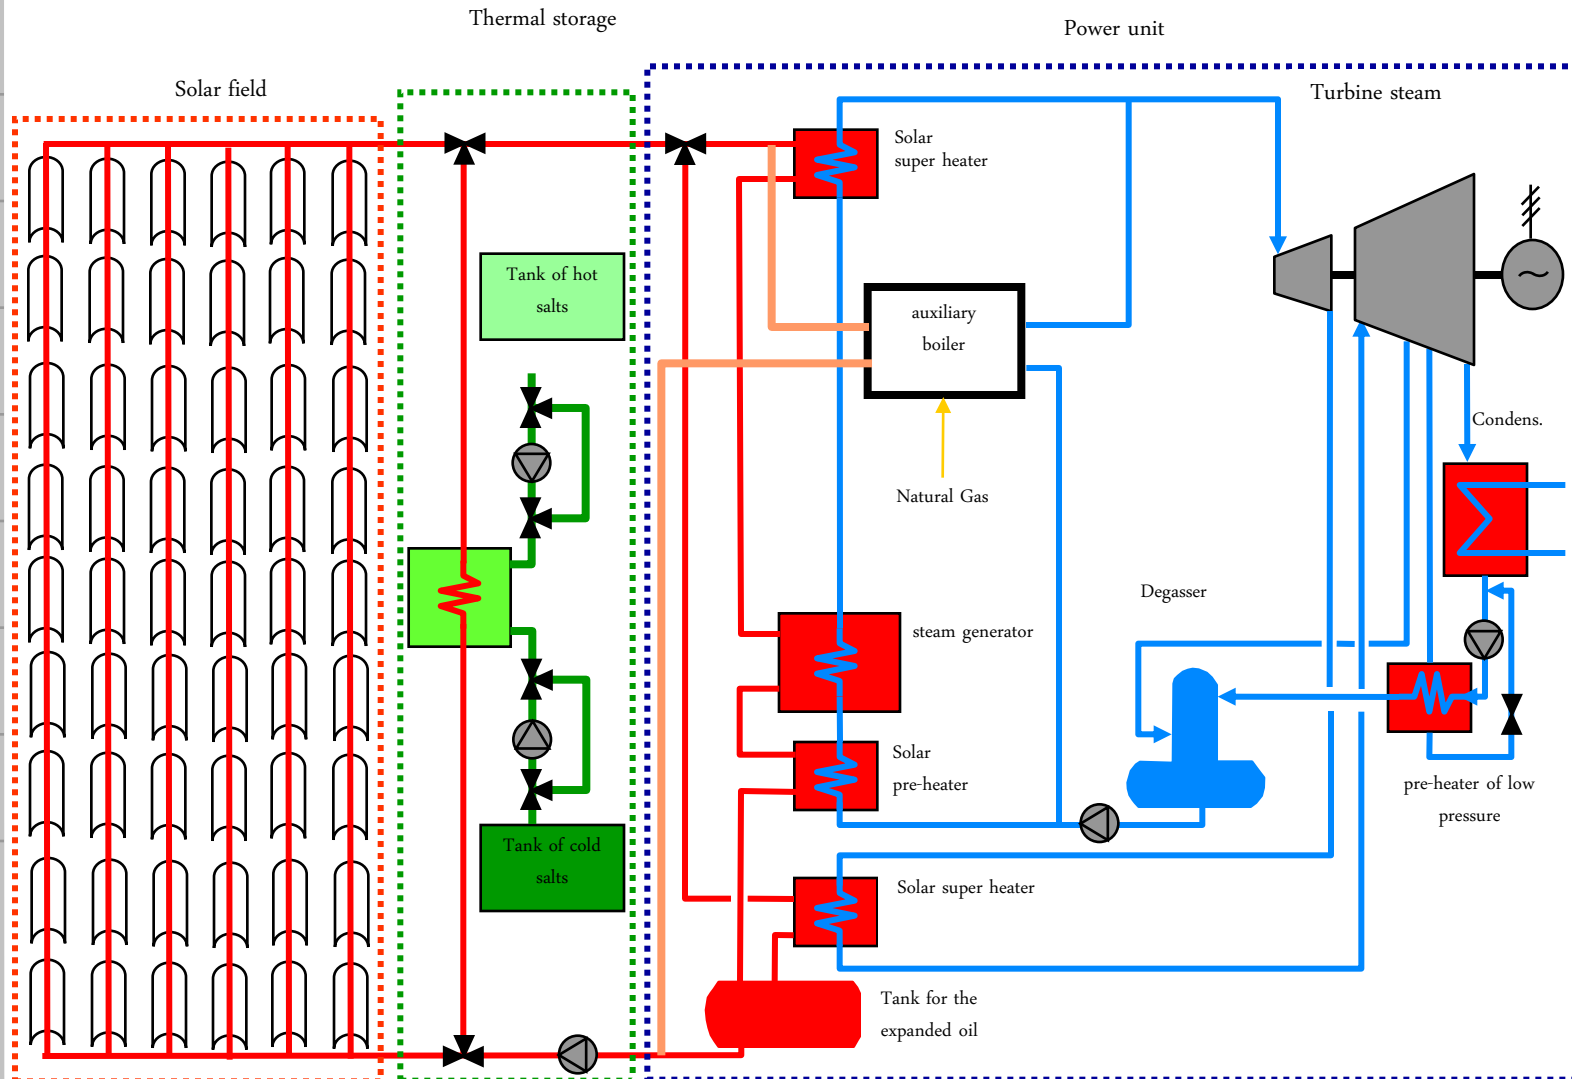 Thermal storage
Power unit
Solar field
Turbine steam
Solar
super heater
Tank of hot
salts
auxiliary
boiler
Condens.
Natural Gas
Degasser
steam generator
Solar
pre-heater
pre-heater of low
pressure
Tank of cold
salts
Solar super heater
Tank for the
expanded oil